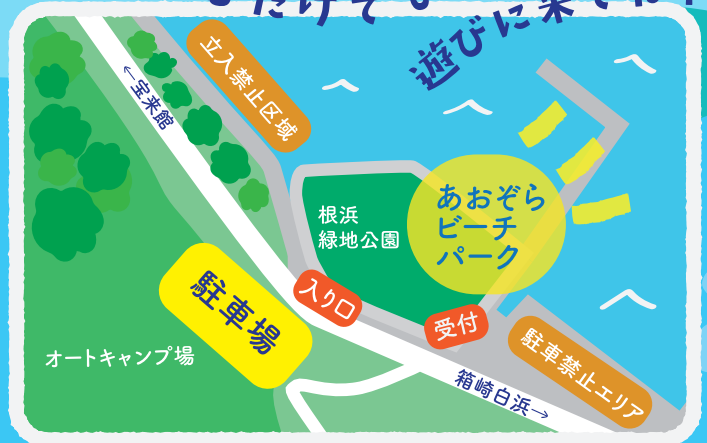 遊びに来てね
立入禁止区域
←宝来館
あおぞら
ビーチ
パーク
根浜
緑地公園
入り口
駐車場
受付
駐車禁止エリア
オートキャンプ場
箱崎白浜→